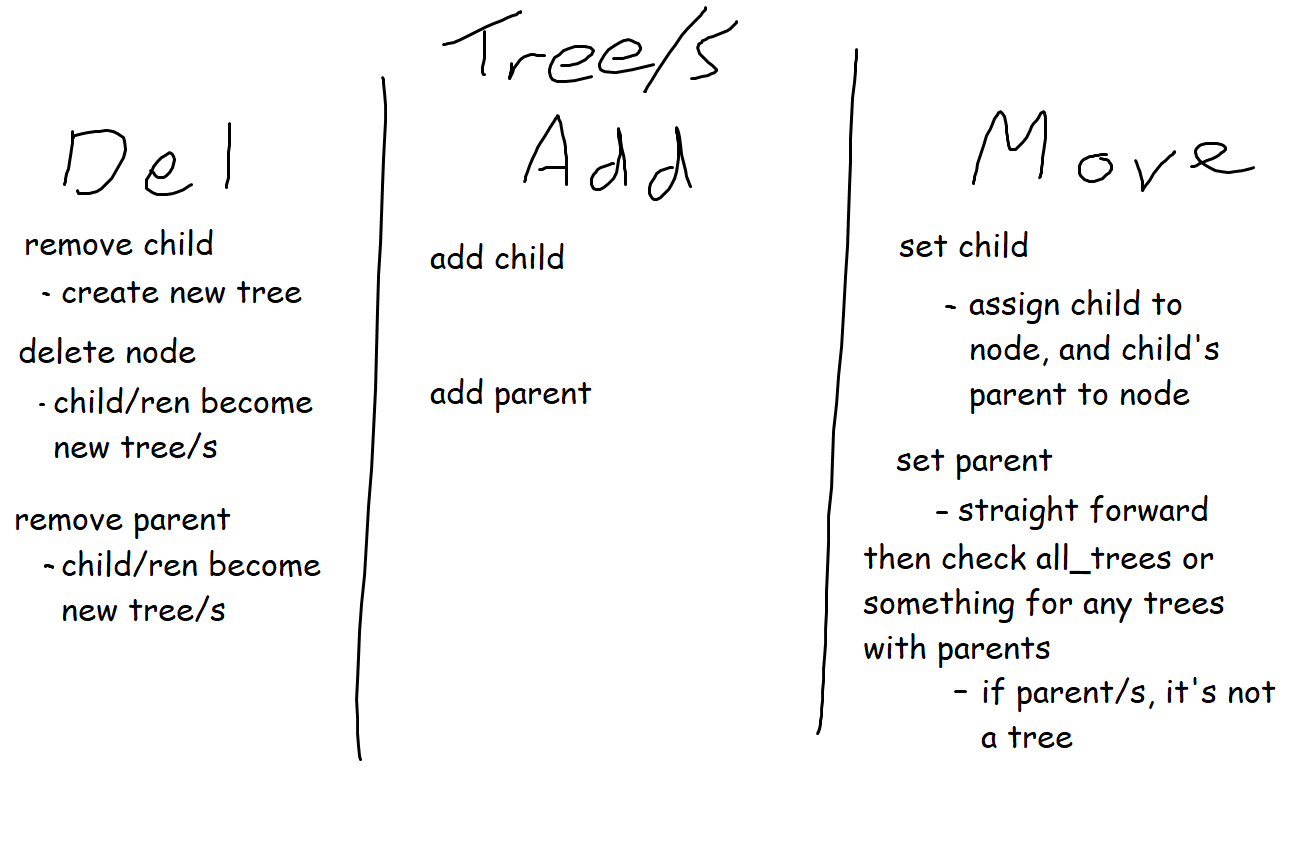 Tree/s
Del
remove child
- create new tree
delete node
- child/ren become
new tree/s
remove parent
- child/ren become
new tree/s
Add
add child
add parent
Move
set child
- assign child to
node, and child's
parent to node
set parent
- straight forward
then check all_trees or
something for any trees
with parents
- if parent/s, it's not
a tree